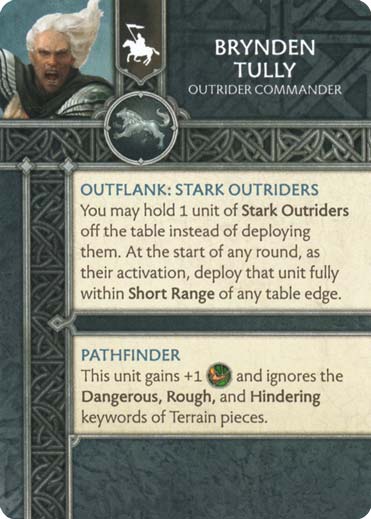 BRYNDEN
TULLY
OUTRIDER COMMANDER
OUTFLANK: STARK OUTRIDERS
You may hold 1 unit of Stark Outriders
off the table instead of deploying
them. At the start of any round, as
their activation, deploy that unit fully
within Short Range of any table edge.
PATHFINDER
This unit gains +1 and ignores the
Dangerous, Rough, and Hindering
keywords of Terrain pieces.